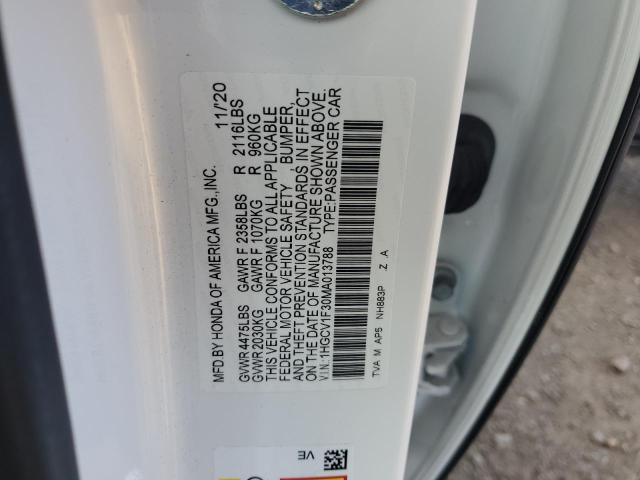 MFD BY HONDA OF AMERICA MFG.,INC. 11/20
GVWR 4475LBS GAWR F 2358LBS R 2116LBS
GVWR 2030KG GAWR F 1070KG R 960KG
THIS VEHICLE CONFORMS TO ALL APPLICABLE
FEDERAL MOTOR VEHICLE SAFETY, BUMPER,
AND THEFT PREVENTION STANDARDS IN EFFECT
ON THE DATE OF MANUFACTURE SHOWN ABOVE.
V.I.N.:1HGCV1F30MA013788 TYPE:PASSENGER CAR
TVA M AP5 NH883P .Z .A
VE